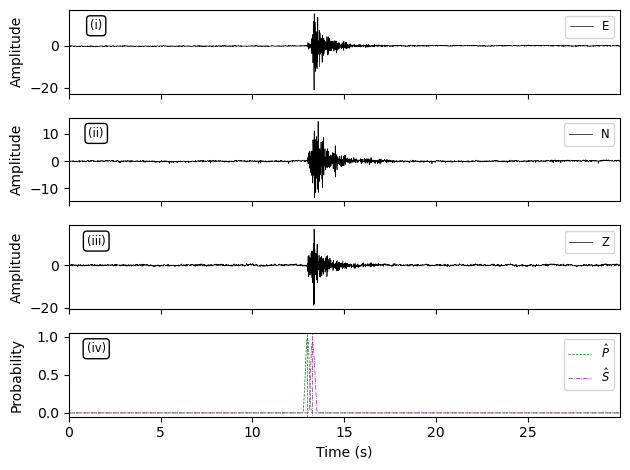 (i)
E
Amplitude
0
−20
(ii)
N
Amplitude
10
0
−10
(iii)
Z
Amplitude
0
−20
(iv)
P̂
Ŝ
Probability
1.0
0.5
0.0
0 5 10 15 20 25
Time (s)